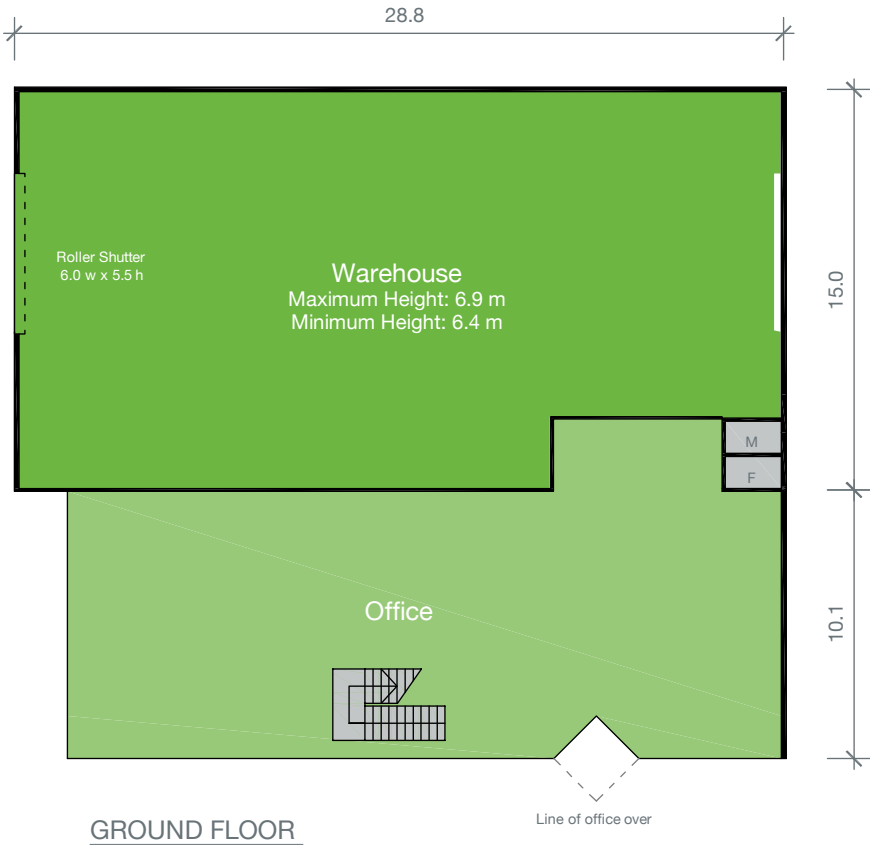 28.8
Roller Shutter
6.0 w x 5.5 h
Warehouse
Maximum Height: 6.9 m
Minimum Height: 6.4 m
15.0
M
F
Office
10.1
Line of office over
GROUND FLOOR